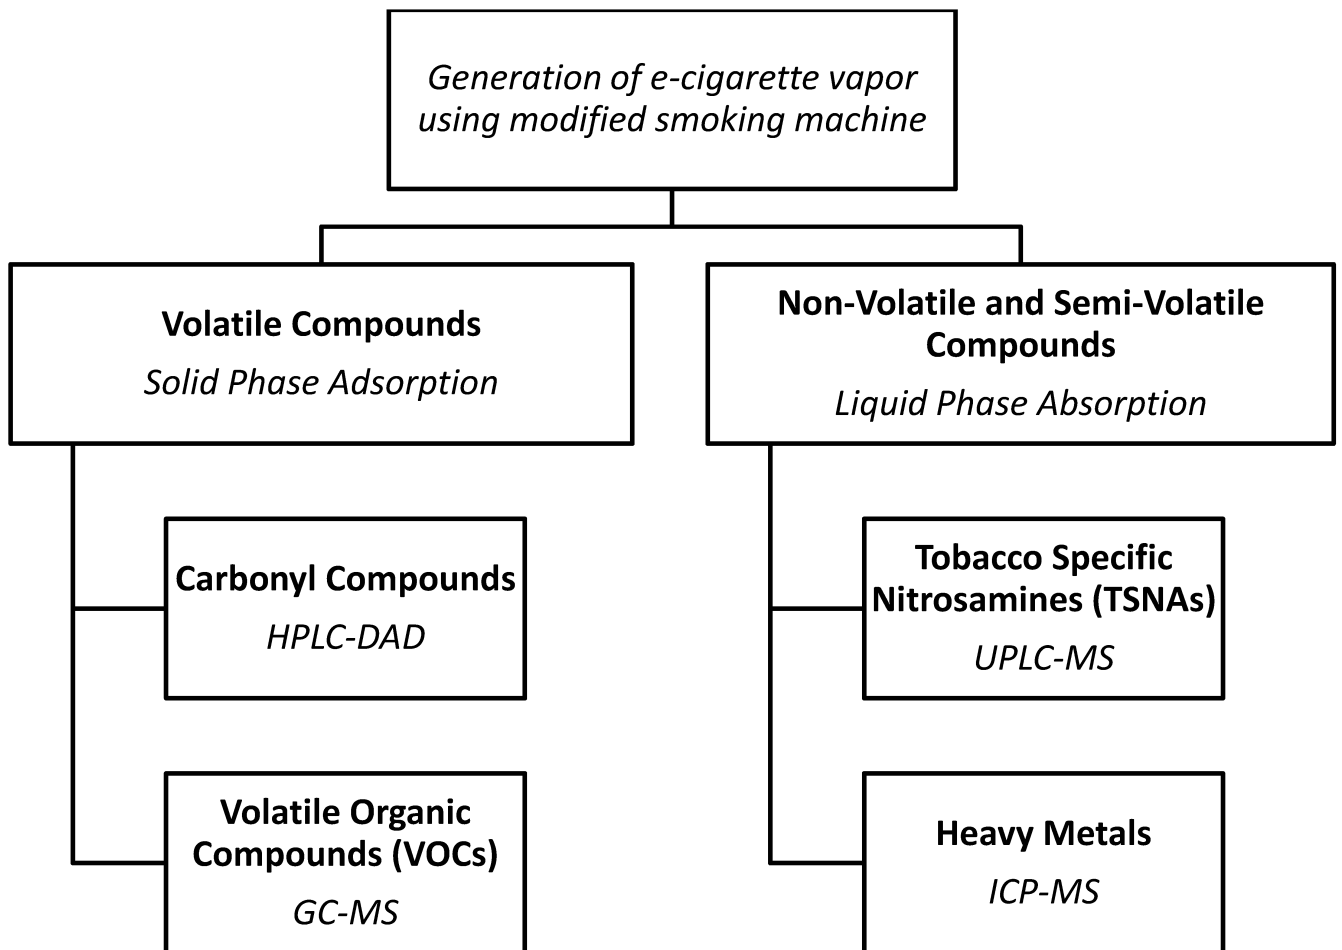 Generation of e-cigarette vapor
using modified smoking machine
Volatile Compounds
Solid Phase Adsorption
Non-Volatile and Semi-Volatile
Compounds
Liquid Phase Absorption
Carbonyl Compounds
HPLC-DAD
Volatile Organic
Compounds (VOCs)
GC-MS
Tobacco Specific
Nitrosamines (TSNAs)
UPLC-MS
Heavy Metals
ICP-MS